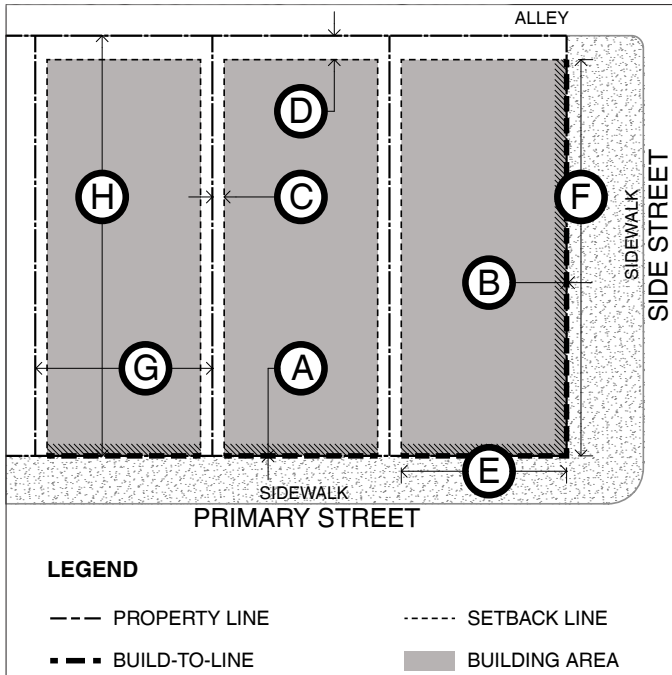 ALLEY
D
H
C
F
SIDEWALK
SIDE STREET
B
G
A
E
SIDEWALK
PRIMARY STREET
LEGEND
PROPERTY LINE
SETBACK LINE
BUILD-TO-LINE
BUILDING AREA